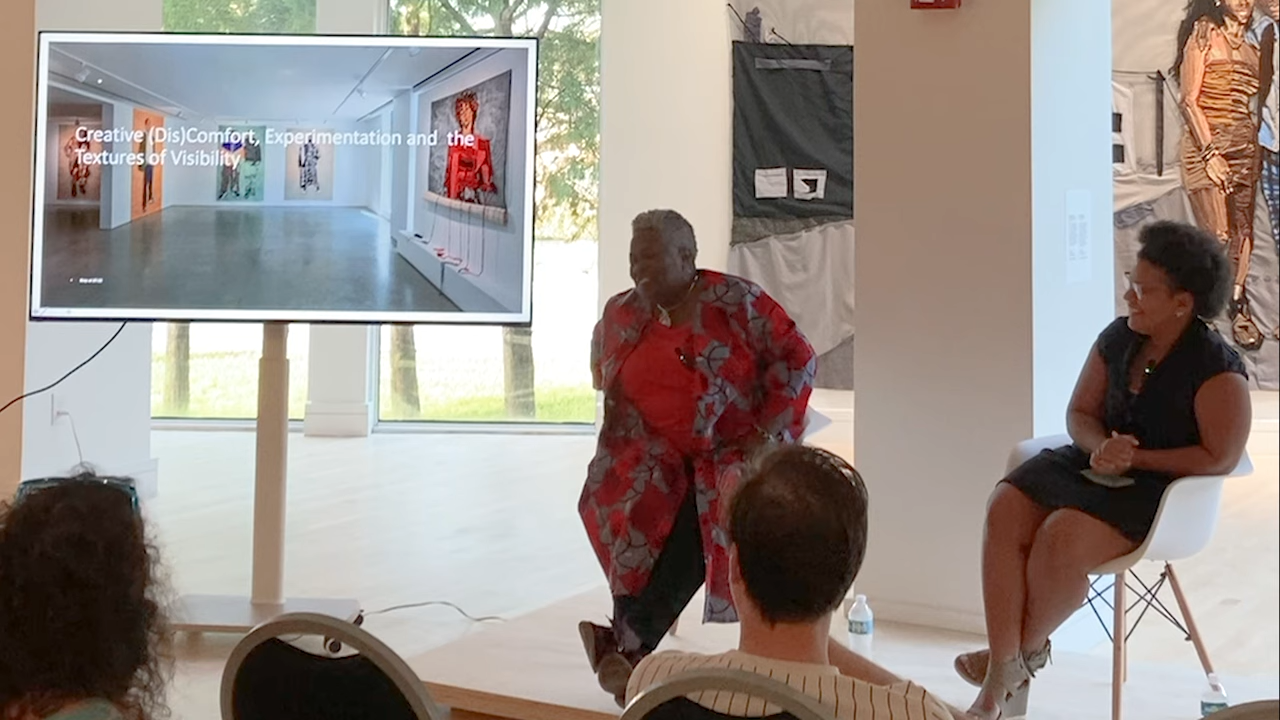 Creative (Dis)Comfort, Experimentation and the
Textures of Visibility